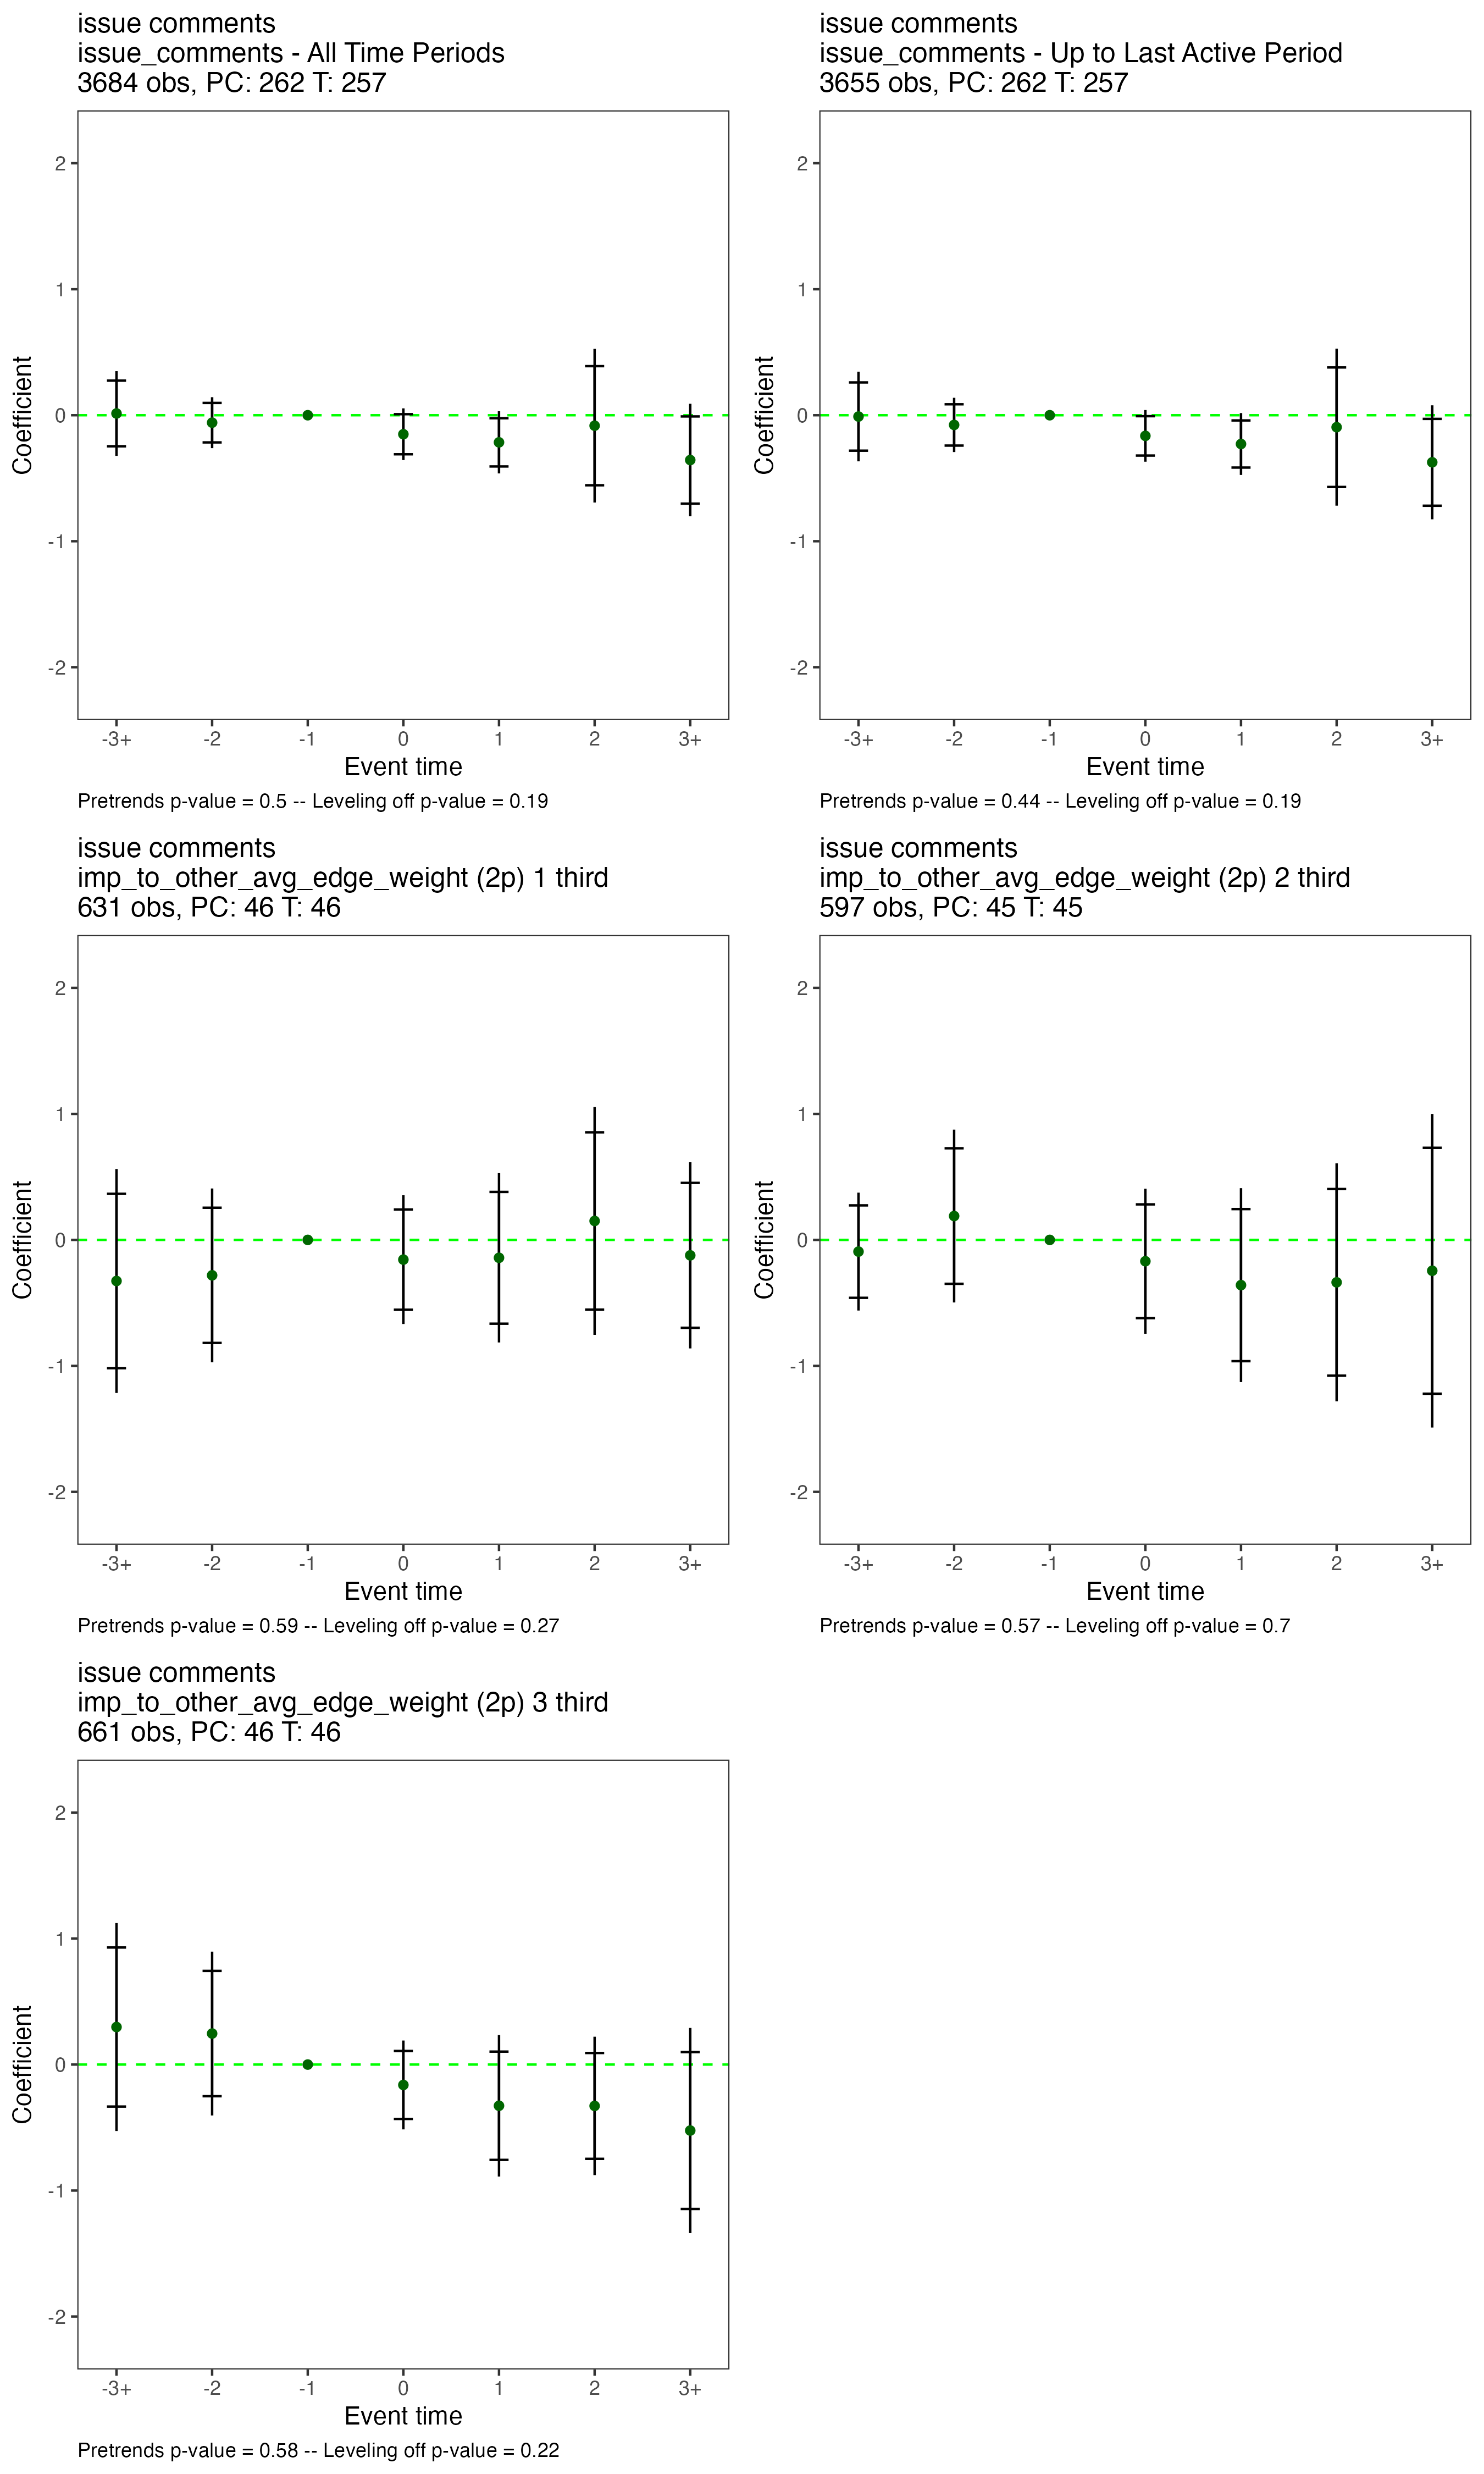 issue comments
issue_comments - All Time Periods
3684 obs, PC: 262 T: 257
Coefficient
2
1
0
-1
-2
-3+ -2 -1 0 1 2 3+
Event time
Pretrends p-value = 0.5 -- Leveling off p-value = 0.19
issue comments
issue_comments - Up to Last Active Period
3655 obs, PC: 262 T: 257
Coefficient
2
1
0
-1
-2
-3+ -2 -1 0 1 2 3+
Event time
Pretrends p-value = 0.44 -- Leveling off p-value = 0.19
issue comments
imp_to_other_avg_edge_weight (2p) 1 third
631 obs, PC: 46 T: 46
Coefficient
2
1
0
-1
-2
-3+ -2 -1 0 1 2 3+
Event time
Pretrends p-value = 0.59 -- Leveling off p-value = 0.27
issue comments
imp_to_other_avg_edge_weight (2p) 2 third
597 obs, PC: 45 T: 45
Coefficient
2
1
0
-1
-2
-3+ -2 -1 0 1 2 3+
Event time
Pretrends p-value = 0.57 -- Leveling off p-value = 0.7
issue comments
imp_to_other_avg_edge_weight (2p) 3 third
661 obs, PC: 46 T: 46
Coefficient
2
1
0
-1
-2
-3+ -2 -1 0 1 2 3+
Event time
Pretrends p-value = 0.58 -- Leveling off p-value = 0.22